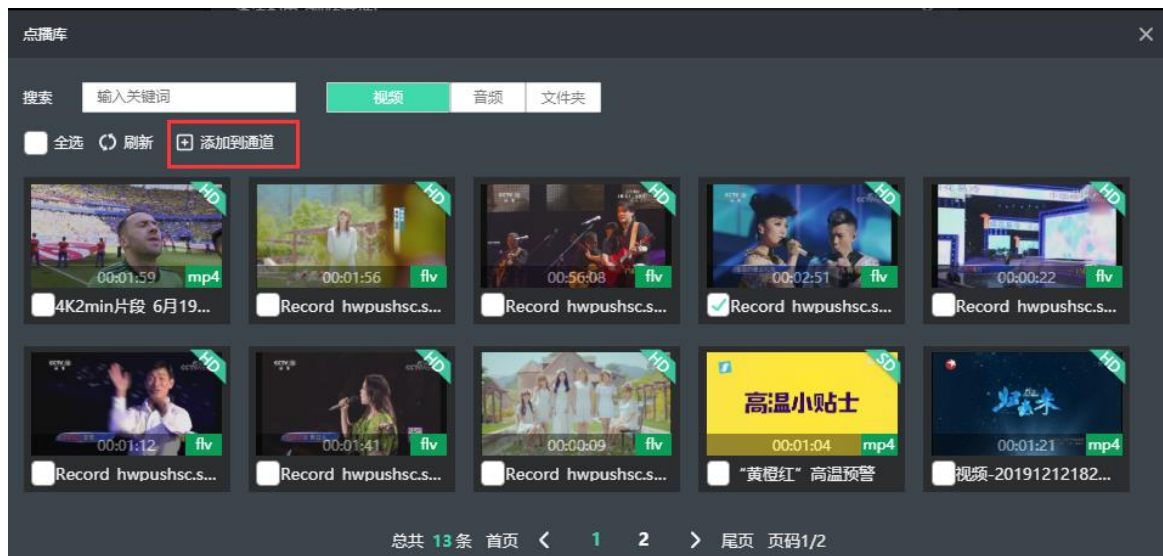 点播库
搜索 输入关键词 视频 音频 文件夹
全选 刷新 添加到通道
HD HD HD HD HD
00:01:59 mp4 00:01:56 flv 00:56:08 flv 00:02:51 flv 00:00:22 flv
4K2min片段 6月19... Record hwpushsc.s... Record hwpushsc.s... Record hwpushsc.s... Record hwpushsc.s...
HD HD HD SD HD
高温小贴士 归去来
00:01:12 flv 00:01:41 flv 00:00:09 flv 00:01:04 mp4 00:01:21 mp4
Record hwpushsc.s... Record hwpushsc.s... Record hwpushsc.s... “黄橙红”高温预警 视频-20191212182...
总共 13 条 首页 1 2 尾页 页码1/2